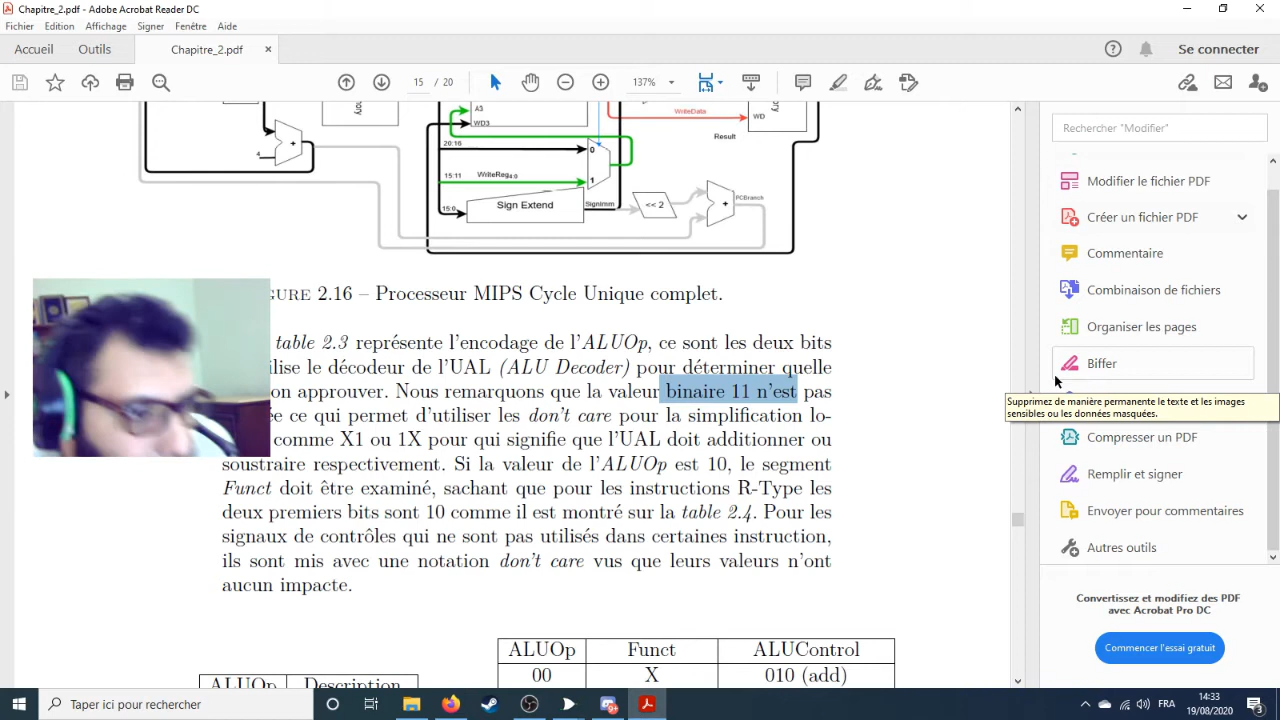 Chapitre_2.pdf - Adobe Acrobat Reader DC
Fichier Edition Affichage Signer Fenêtre Aide
Accueil Outils Chapitre_2.pdf × Se connecter
15 / 20 137%
A3
WD3
WriteData
WD
Result
4
+
20:16
0
15:11
WriteReg4:0
1
15:0
Sign Extend
SignImm
<< 2
+
PCBranch
GURE 2.16 – Processeur MIPS Cycle Unique complet.
table 2.3 représente l'encodage de l'ALUOp, ce sont les deux bits
ilise le décodeur de l'UAL (ALU Decoder) pour déterminer quelle
on approuver. Nous remarquons que la valeur binaire 11 n'est pas
ée ce qui permet d'utiliser les don't care pour la simplification lo-
comme X1 ou 1X pour qui signifie que l'UAL doit additionner ou
soustraire respectivement. Si la valeur de l'ALUOp est 10, le segment
Funct doit être examiné, sachant que pour les instructions R-Type les
deux premiers bits sont 10 comme il est montré sur la table 2.4. Pour les
signaux de contrôles qui ne sont pas utilisés dans certaines instruction,
ils sont mis avec une notation don't care vus que leurs valeurs n'ont
aucun impacte.
ALUOp Funct ALUControl
00 X 010 (add)
ALUOp Description
Rechercher "Modifier"
Modifier le fichier PDF
Créer un fichier PDF
Commentaire
Combinaison de fichiers
Organiser les pages
Biffer
Supprimez de manière permanente le texte et les images
sensibles ou les données masquées.
Compresser un PDF
Remplir et signer
Envoyer pour commentaires
Autres outils
Convertissez et modifiez des PDF
avec Acrobat Pro DC
Commencer l'essai gratuit
Taper ici pour rechercher
FRA
14:33
19/08/2020